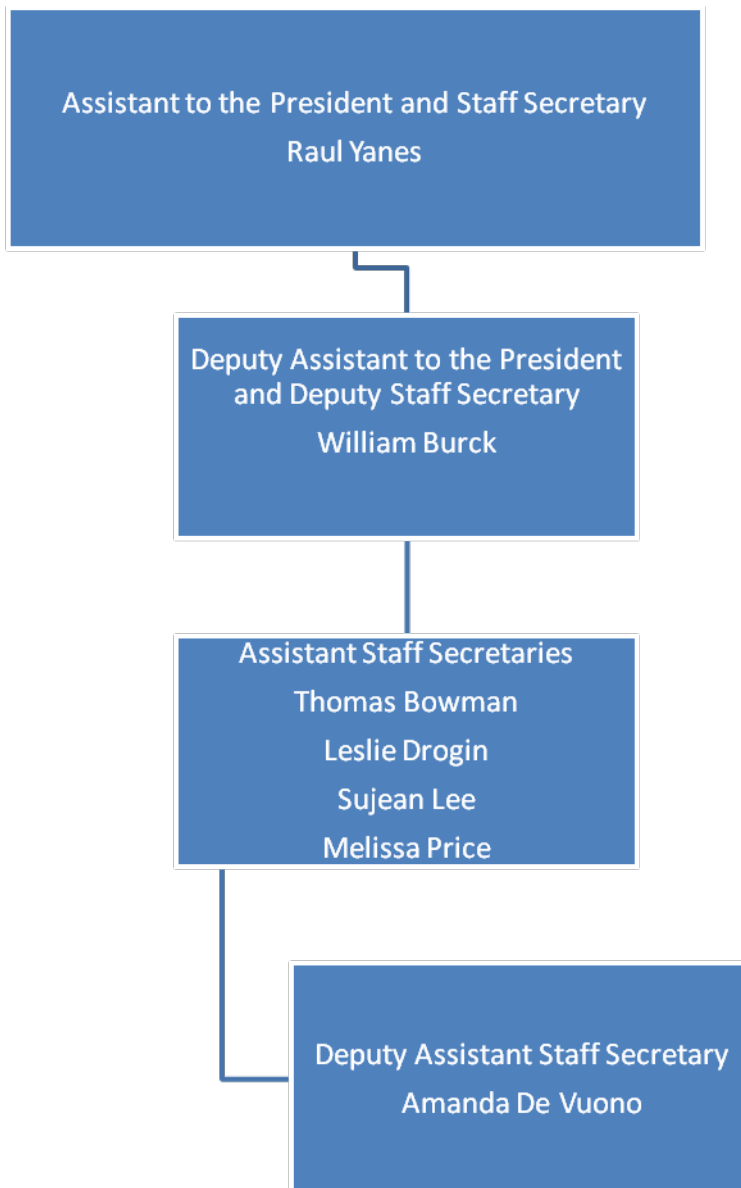 Assistant to the President and Staff Secretary
Raul Yanes
Deputy Assistant to the President
and Deputy Staff Secretary
William Burck
Assistant Staff Secretaries
Thomas Bowman
Leslie Drogin
Sujean Lee
Melissa Price
Deputy Assistant Staff Secretary
Amanda De Vuono